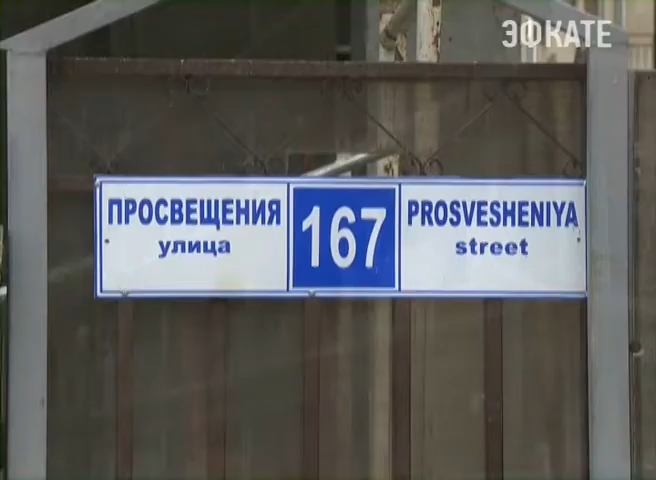 ЭФКАТЕ
ПРОСВЕЩЕНИЯ
улица
167
PROSVESHENIYA
street